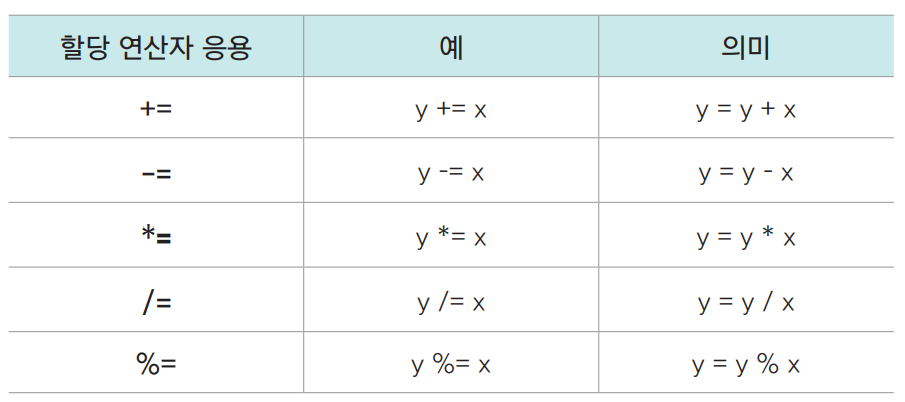 할당 연산자 응용 예 의미
+= y += x y = y + x
-= y -= x y = y - x
*= y *= x y = y * x
/= y /= x y = y / x
%= y %= x y = y % x